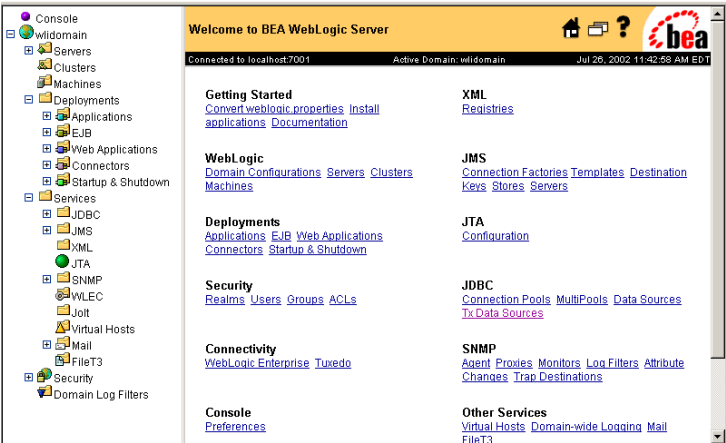 Console
wlidomain
Servers
Clusters
Machines
Deployments
Applications
EJB
Web Applications
Connectors
Startup & Shutdown
Services
JDBC
JMS
XML
JTA
SNMP
WLEC
Jolt
Virtual Hosts
Mail
FileT3
Security
Domain Log Filters
Welcome to BEA WebLogic Server
?
bea
Connected to localhost:7001 Active Domain: wlidomain Jul 26, 2002 11:42:58 AM EDT
Getting Started
Convert weblogic.properties Install
applications Documentation
XML
Registries
WebLogic
Domain Configurations Servers Clusters
Machines
JMS
Connection Factories Templates Destination
Keys Stores Servers
Deployments
Applications EJB Web Applications
Connectors Startup & Shutdown
JTA
Configuration
Security
Realms Users Groups ACLs
JDBC
Connection Pools MultiPools Data Sources
Tx Data Sources
Connectivity
WebLogic Enterprise Tuxedo
SNMP
Agent Proxies Monitors Log Filters Attribute
Changes Trap Destinations
Console
Preferences
Other Services
Virtual Hosts Domain-wide Logging Mail
FileT3